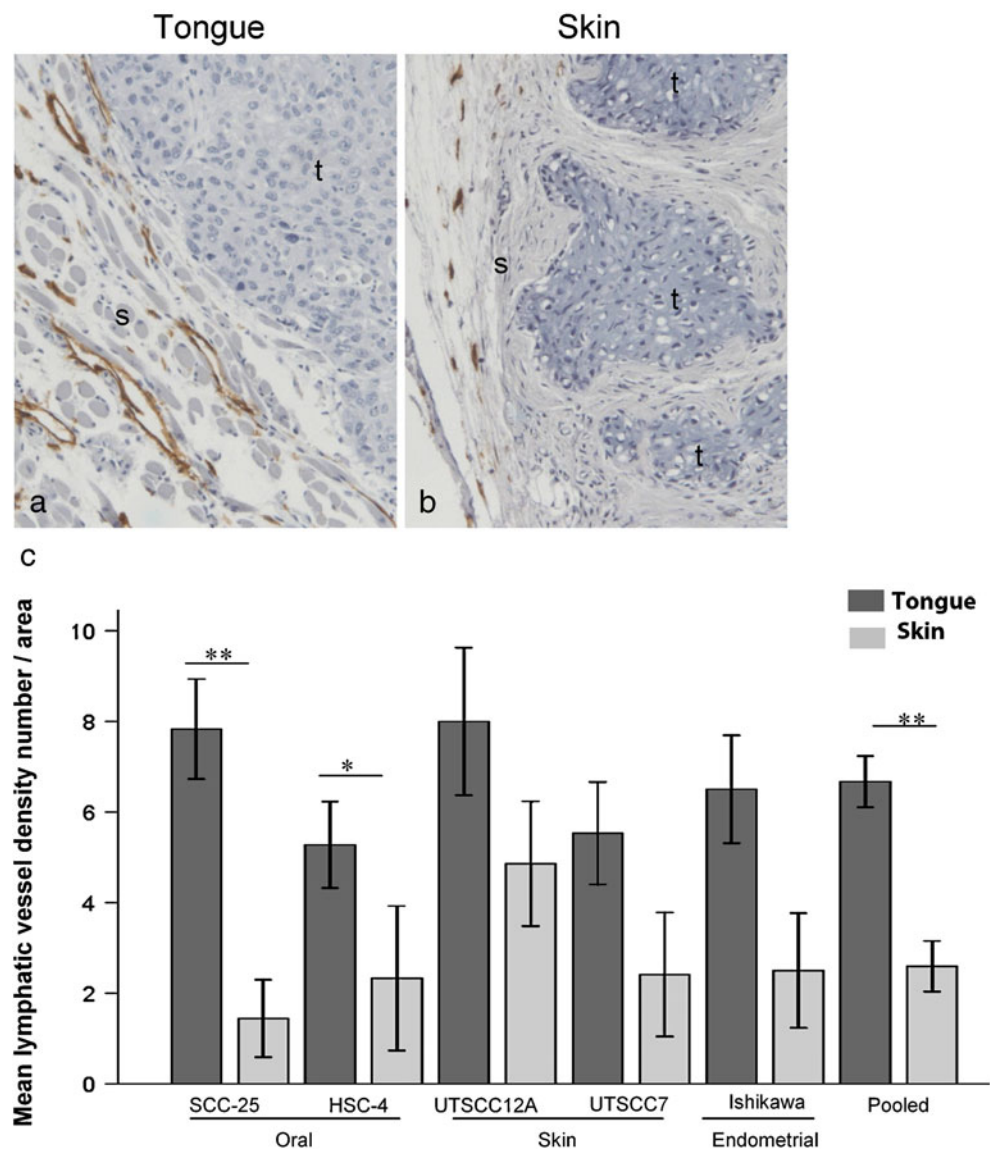 Tongue
Skin
t
t
s
s
t
t
a
b
c
Mean lymphatic vessel density number / area
Tongue
Skin
10
8
6
4
2
0
**
*
**
SCC-25
HSC-4
UTSCC12A
UTSCC7
Ishikawa
Pooled
Oral
Skin
Endometrial